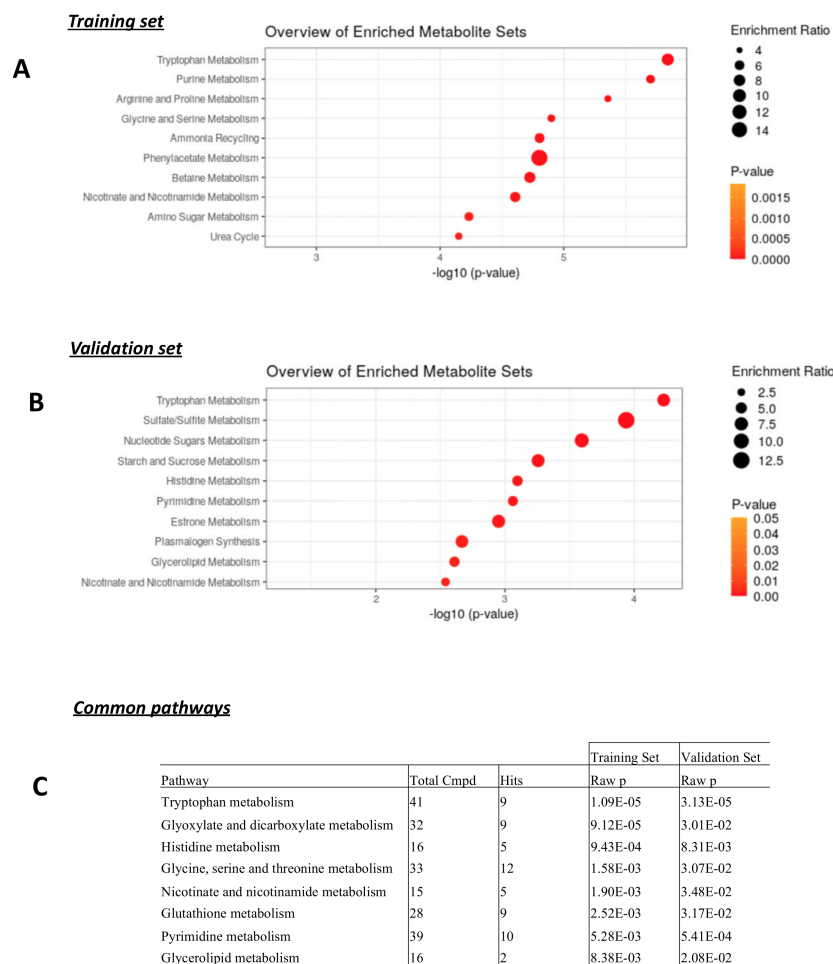 Training set
A
Overview of Enriched Metabolite Sets
Tryptophan Metabolism
Purine Metabolism
Arginine and Proline Metabolism
Glycine and Serine Metabolism
Ammonia Recycling
Phenylacetate Metabolism
Betaine Metabolism
Nicotinate and Nicotinamide Metabolism
Amino Sugar Metabolism
Urea Cycle
3 4 5
-log10 (p-value)
Enrichment Ratio
4
6
8
10
12
14
P-value
0.0015
0.0010
0.0005
0.0000
Validation set
B
Overview of Enriched Metabolite Sets
Tryptophan Metabolism
Sulfate/Sulfite Metabolism
Nucleotide Sugars Metabolism
Starch and Sucrose Metabolism
Histidine Metabolism
Pyrimidine Metabolism
Estrone Metabolism
Plasmalogen Synthesis
Glycerolipid Metabolism
Nicotinate and Nicotinamide Metabolism
2 3 4
-log10 (p-value)
Enrichment Ratio
2.5
5.0
7.5
10.0
12.5
P-value
0.05
0.04
0.03
0.02
0.01
0.00
Common pathways
C
Training Set Validation Set
Pathway Total Cmpd Hits Raw p Raw p
Tryptophan metabolism 41 9 1.09E-05 3.13E-05
Glyoxylate and dicarboxylate metabolism 32 9 9.12E-05 3.01E-02
Histidine metabolism 16 5 9.43E-04 8.31E-03
Glycine, serine and threonine metabolism 33 12 1.58E-03 3.07E-02
Nicotinate and nicotinamide metabolism 15 5 1.90E-03 3.48E-02
Glutathione metabolism 28 9 2.52E-03 3.17E-02
Pyrimidine metabolism 39 10 5.28E-03 5.41E-04
Glycerolipid metabolism 16 2 8.38E-03 2.08E-02